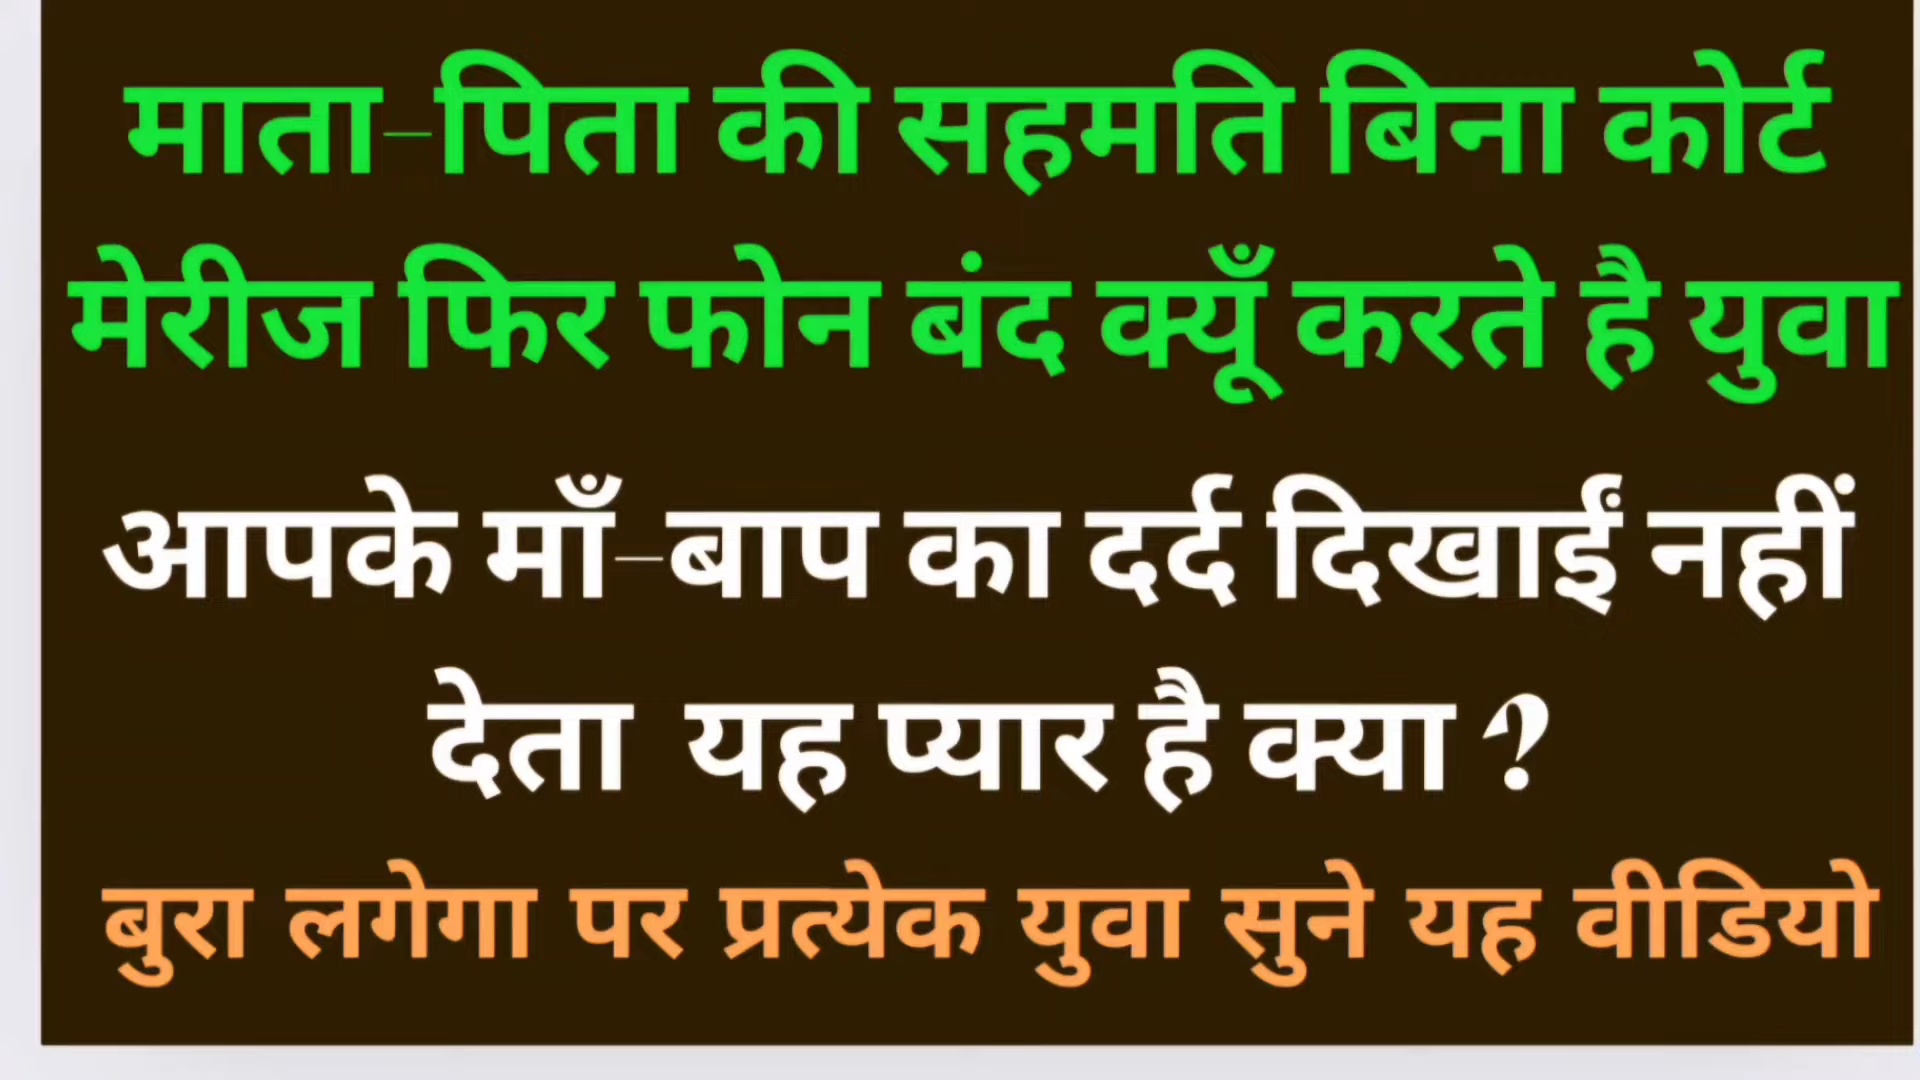 माता-पिता की सहमति बिना कोर्ट
मेरीज फिर फोन बंद क्यूँ करते है युवा
आपके माँ-बाप का दर्द दिखाईं नहीं
देता यह प्यार है क्या ?
बुरा लगेगा पर प्रत्येक युवा सुने यह वीडियो